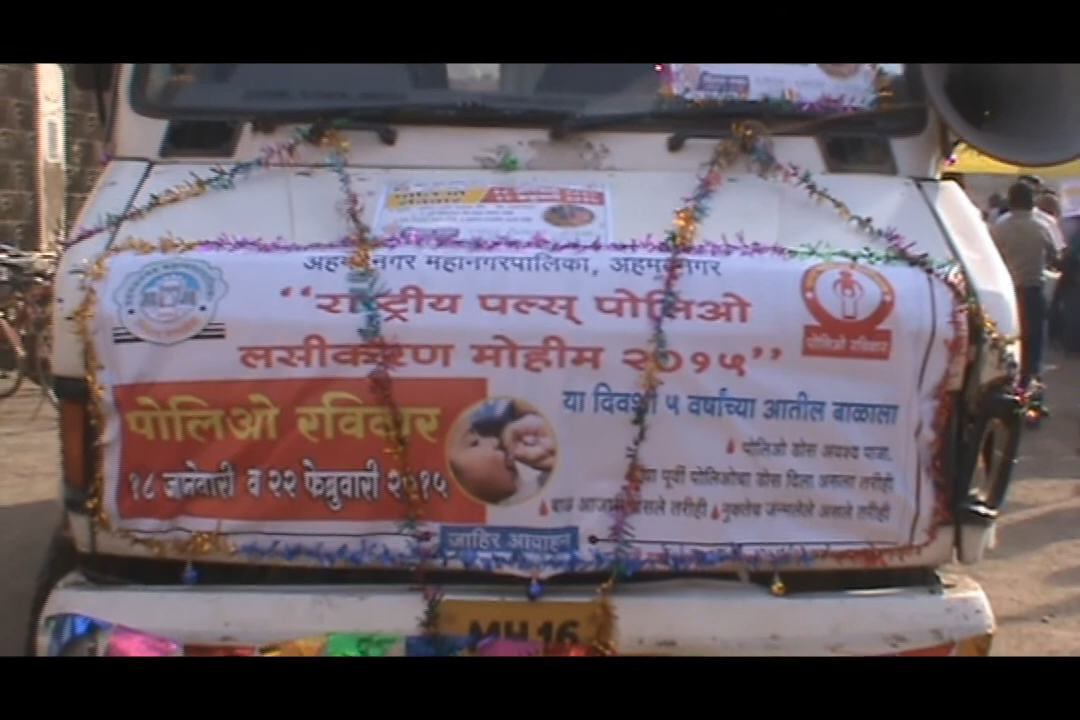 अहमदनगर महानगरपालिका, अहमदनगर
“राष्ट्रीय पल्स् पोलिओ
लसीकरण मोहीम २०१५”
पोलिओ रविवार
पोलिओ रविवार
१८ जानेवारी व २२ फेब्रुवारी २०१५
या दिवशी ५ वर्षाच्या आतील बाळाला
पोलिओ डोस अवश्य पाजा.
या पूर्वी पोलिओचा डोस दिला असला तरीही
बाळ आजारी असले तरीही नुकतेच जन्मलेले असले तरीही
जाहिर आवाहन
MH 16